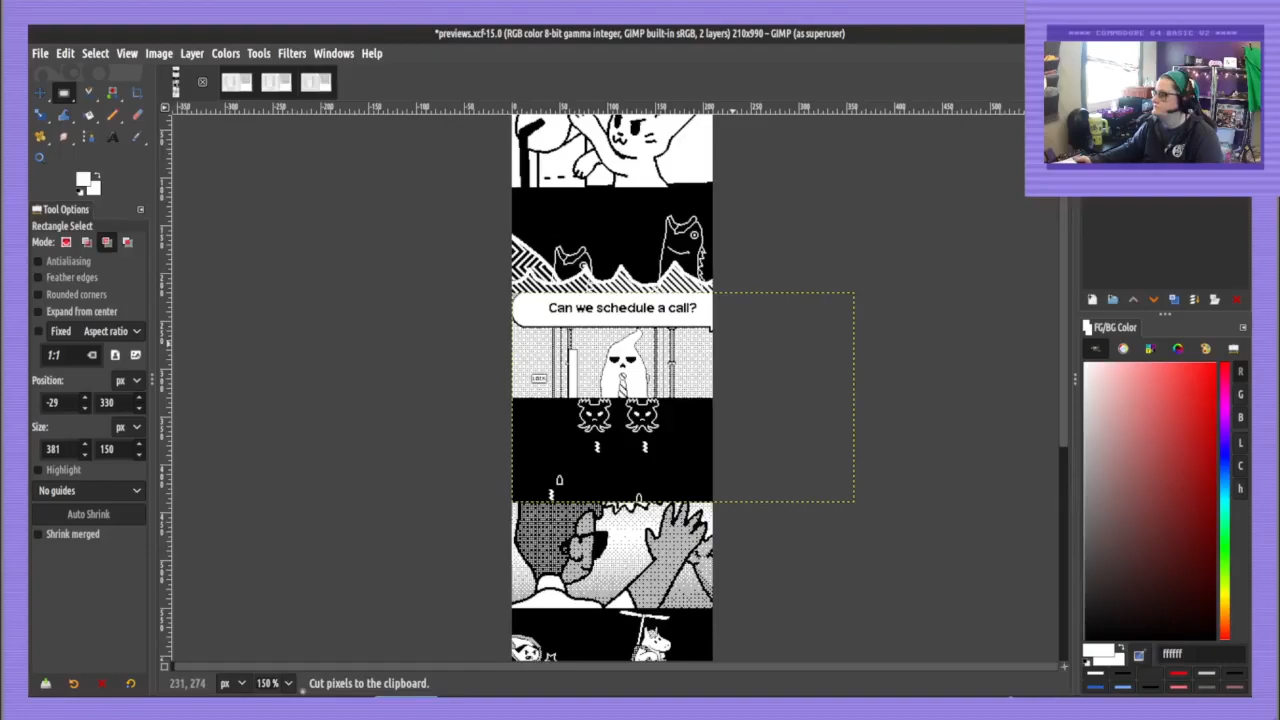 *previews.xcf-15.0 (RGB color 8-bit gamma integer, GIMP built-in sRGB, 2 layers) 210x990 – GIMP (as superuser)
**** COMMODORE 64 BASIC V2 ****
File Edit Select View Image Layer Colors Tools Filters Windows Help
Tool Options
Rectangle Select
Mode:
Antialiasing
Feather edges
Rounded corners
Expand from center
Fixed Aspect ratio
1:1
Position: px
-29 330
Size: px
381 150
Highlight
No guides
Auto Shrink
Shrink merged
Can we schedule a call?
FG/BG Color
R
G
B
L
C
h
ffffff
231, 274 px 150 % Cut pixels to the clipboard.